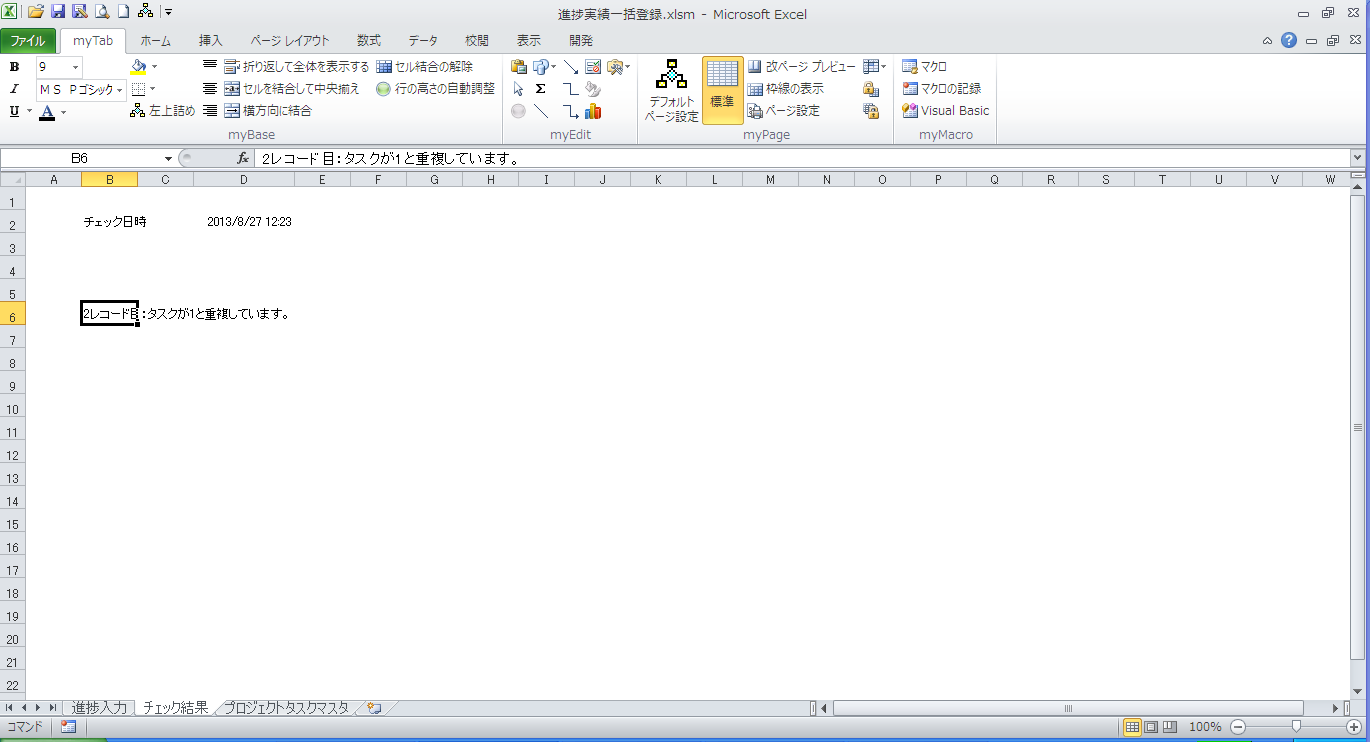 進捗実績一括登録.xlsm - Microsoft Excel
ファイル myTab ホーム 挿入 ページ レイアウト 数式 データ 校閲 表示 開発
B 9 折り返して全体を表示する セル結合の解除 改ページ プレビュー マクロ
I ＭＳ Ｐゴシック セルを結合して中央揃え 行の高さの自動調整 デフォルト 標準 枠線の表示 マクロの記録
U A 左上詰め 横方向に結合 Σ ページ設定 ページ設定 Visual Basic
myBase myEdit myPage myMacro
B6 fx 2レコード目：タスクが1と重複しています。
A B C D E F G H I J K L M N O P Q R S T U V W
1
2 チェック日時 2013/8/27 12:23
3
4
5
6 2レコード目：タスクが1と重複しています。
7
8
9
10
11
12
13
14
15
16
17
18
19
20
21
22
進捗入力 チェック結果 プロジェクトタスクマスタ
コマンド 100%